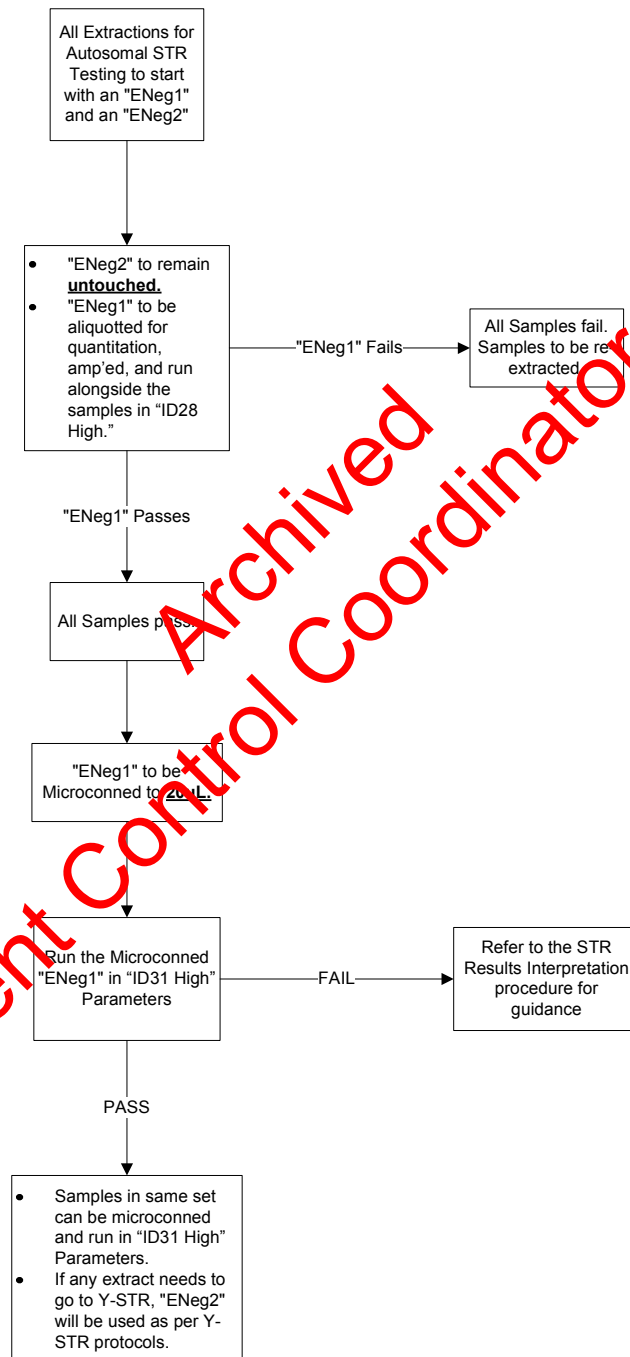 All Extractions for
Autosomal STR
Testing to start
with an "ENeg1"
and an "ENeg2"
• "ENeg2" to remain
untouched.
• "ENeg1" to be
aliquotted for
quantitation,
amp'ed, and run
alongside the
samples in “ID28
High.”
"ENeg1" Fails
All Samples fail.
Samples to be re-
extracted
"ENeg1" Passes
All Samples pass.
"ENeg1" to be
Microconned to 20uL.
Run the Microconned
"ENeg1" in “ID31 High”
Parameters
FAIL
Refer to the STR
Results Interpretation
procedure for
guidance
PASS
• Samples in same set
can be microconned
and run in “ID31 High”
Parameters.
• If any extract needs to
go to Y-STR, "ENeg2"
will be used as per Y-
STR protocols.
Archived
Control Coordinator